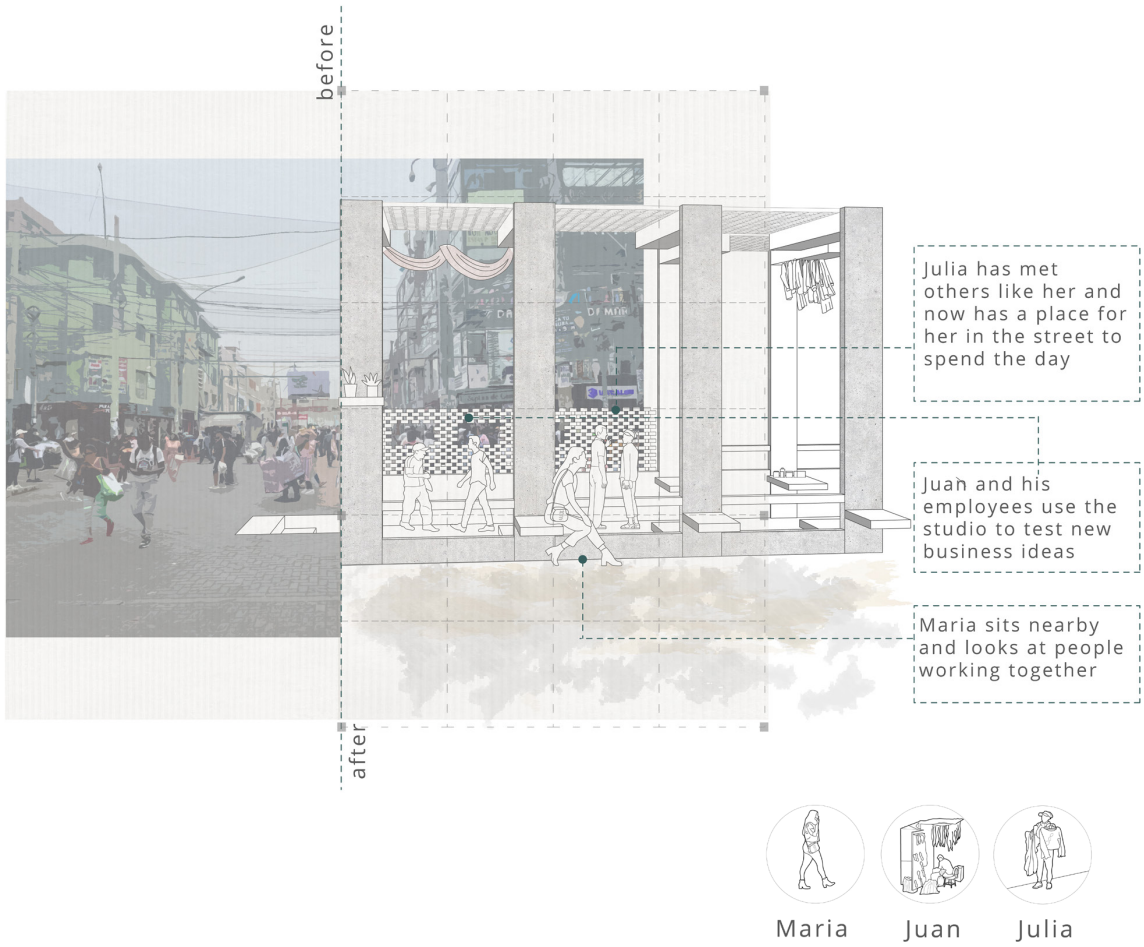 before
Julia has met
others like her and
now has a place for
her in the street to
spend the day
Juan and his
employees use the
studio to test new
business ideas
Maria sits nearby
and looks at people
working together
after
Maria
Juan
Julia